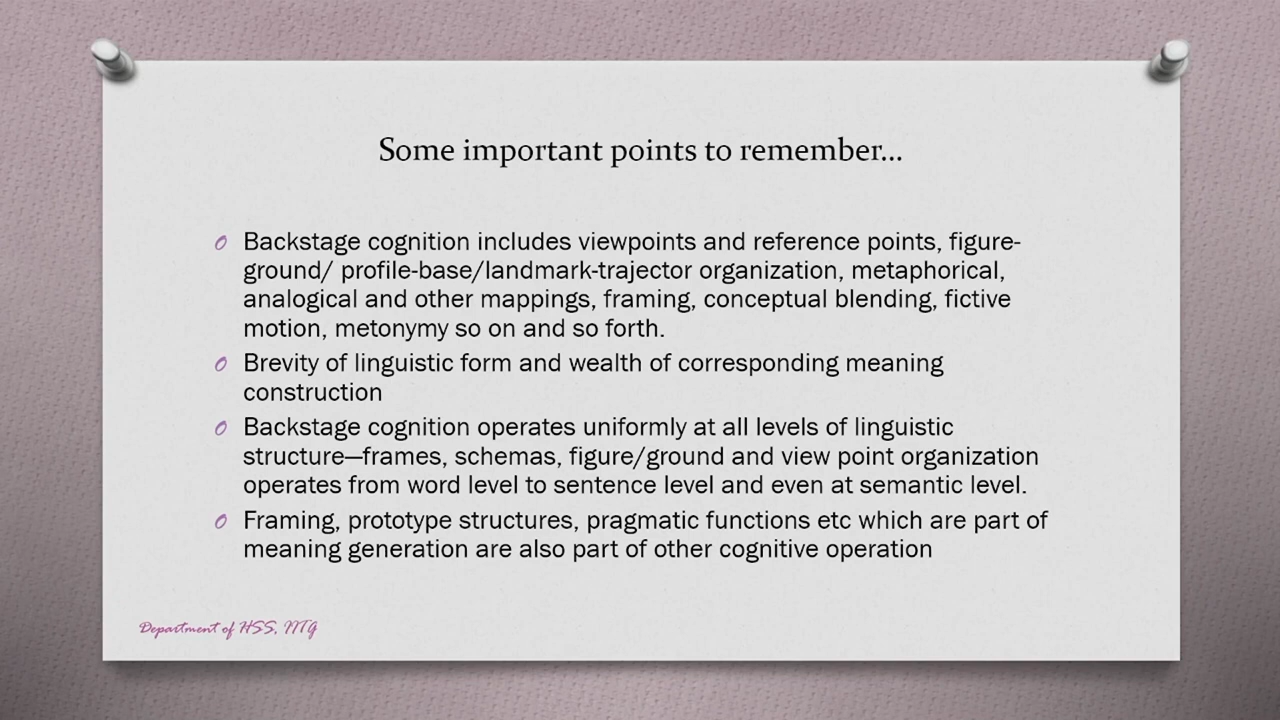 Some important points to remember...
Backstage cognition includes viewpoints and reference points, figure-
ground/ profile-base/landmark-trajector organization, metaphorical,
analogical and other mappings, framing, conceptual blending, fictive
motion, metonymy so on and so forth.
Brevity of linguistic form and wealth of corresponding meaning
construction
Backstage cognition operates uniformly at all levels of linguistic
structure—frames, schemas, figure/ground and view point organization
operates from word level to sentence level and even at semantic level.
Framing, prototype structures, pragmatic functions etc which are part of
meaning generation are also part of other cognitive operation
Department of HSS, IITG